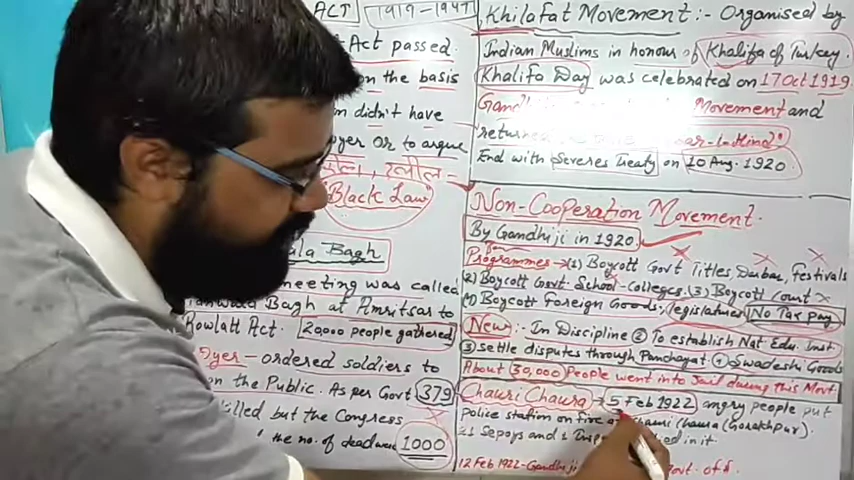 ACT
1919-1947
Act passed
on the basis
didn't have
or to argue
Black Law
Bagh
meeting was called
Bagh at Amritsar to
Rowlatt Act. 20000 people gathered
Dyer - ordered soldiers to
on the Public. As per Govt 379
killed but the Congress
the no. of dead were 1000
Khilafat Movement :- Organised by
Indian Muslims in honour of Khalifa of Turkey.
Khalifa Day was celebrated on 17 Oct 1919
Movement and
returned
End with Severes Treaty on 10 Aug. 1920
Non-Cooperation Movement
By Gandhiji in 1920
Programmes → (1) Boycott Govt Titles, Durbar, Festivals
(2) Boycott Govt. School-colleges. (3) Boycott Court
Boycott Foreign Goods, legislatures No Tax pay
New :- In Discipline ② To establish Nat Edu. Inst
③ Settle disputes through Panchayat ④ Swadeshi Goods
About 30,000 People went into Jail during this Movt
Chauri Chaura → 5 Feb 1922 angry people put
police station on fire at Chauri Chaura (Gorakhpur).
21 Sepoys and 1 in it
12 Feb 1922 - Gandhiji